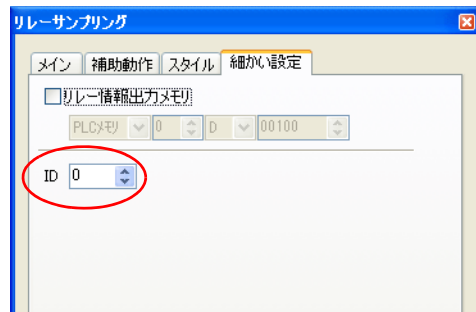 リレーサンプリング
メイン 補助動作 スタイル 細かい設定
リレー情報出力メモリ
PLCメモリ 0 D 00100
ID 0